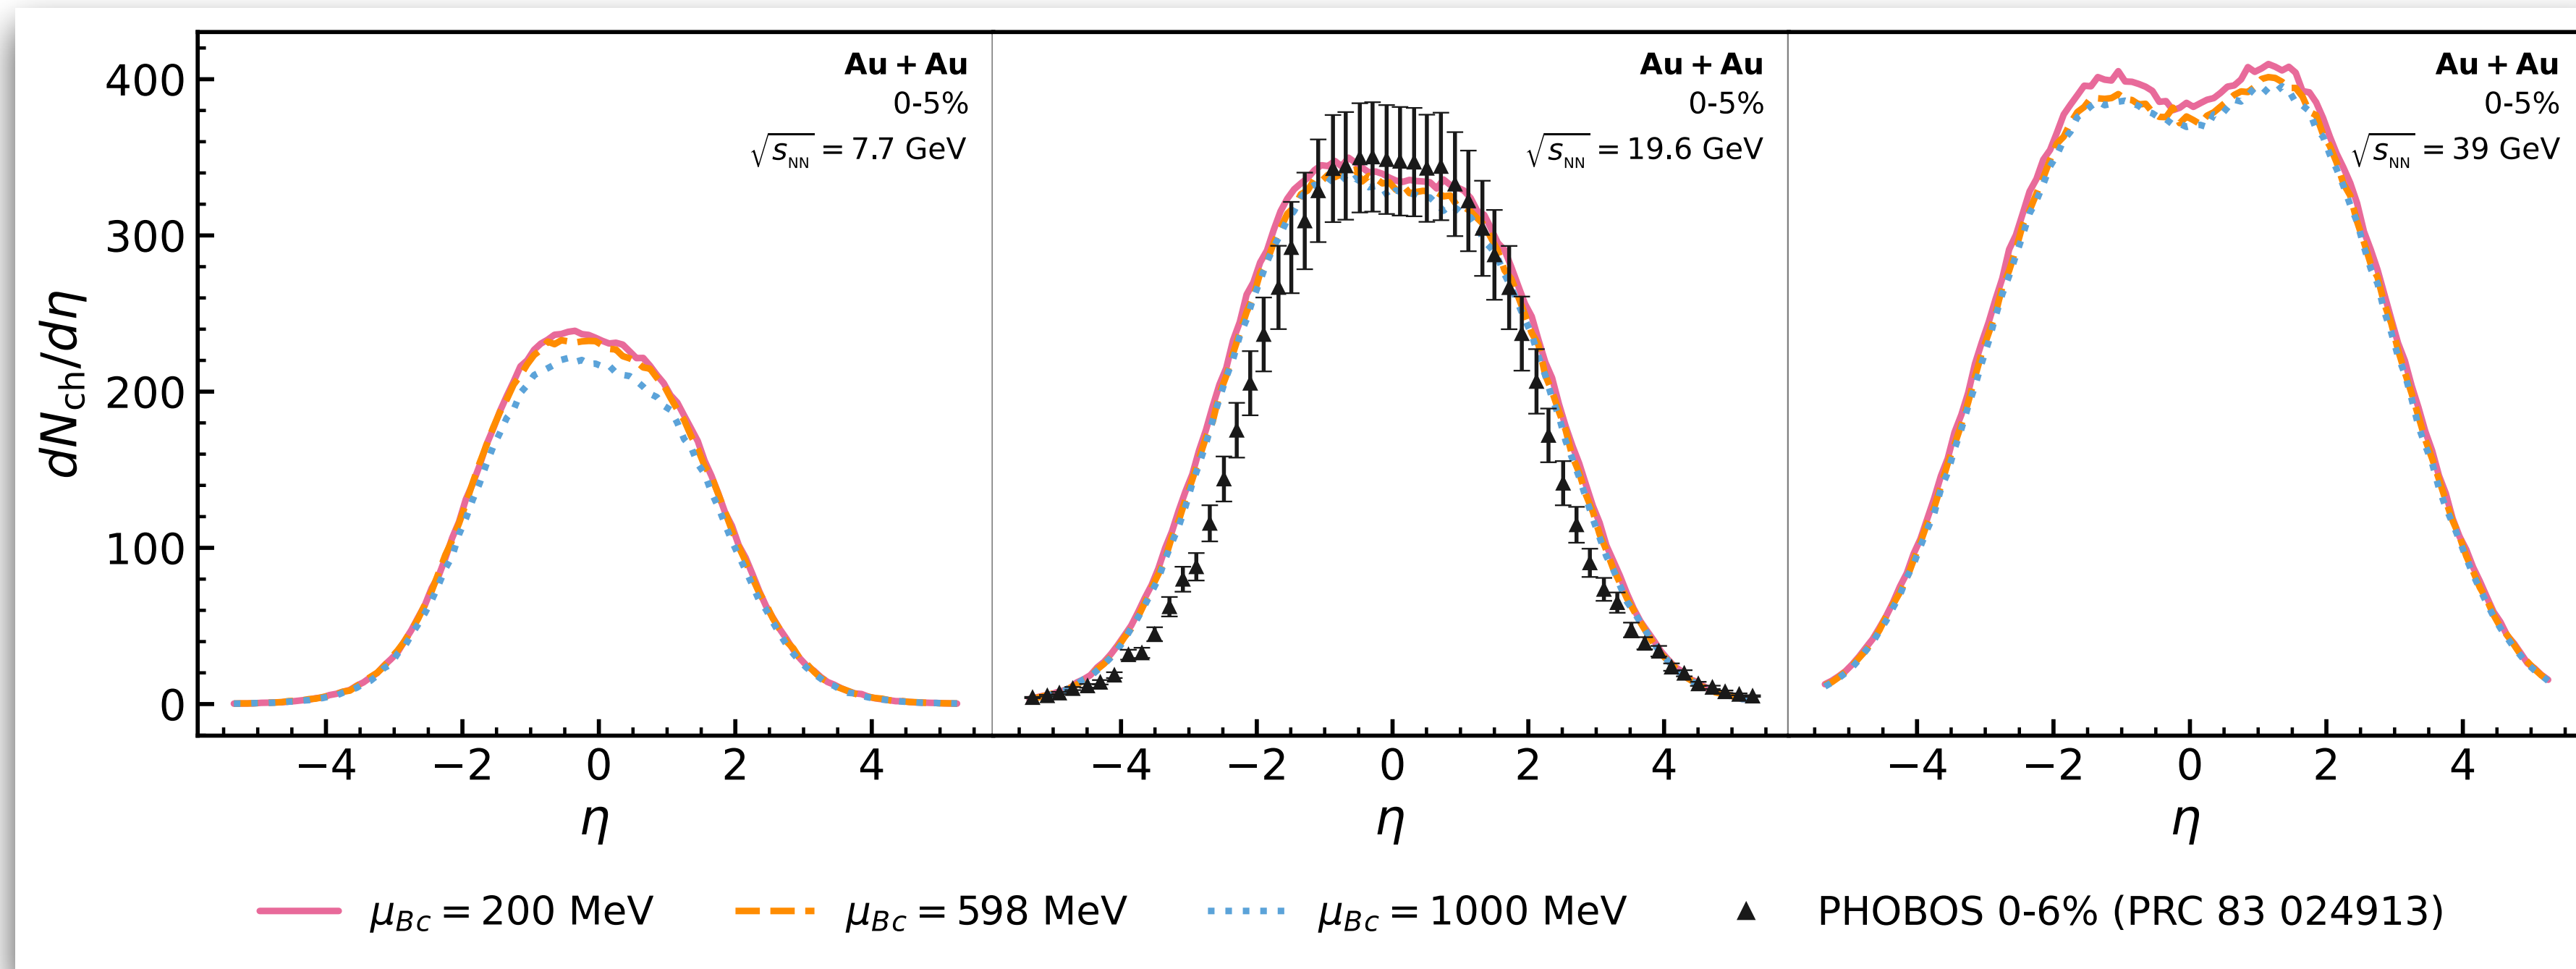 Au + Au
0-5%
√s_NN = 7.7 GeV
Au + Au
0-5%
√s_NN = 19.6 GeV
Au + Au
0-5%
√s_NN = 39 GeV
dN_ch/dη
400
300
200
100
0
−4 −2 0 2 4
−4 −2 0 2 4
−4 −2 0 2 4
η
η
η
μ_Bc = 200 MeV
μ_Bc = 598 MeV
μ_Bc = 1000 MeV
PHOBOS 0-6% (PRC 83 024913)